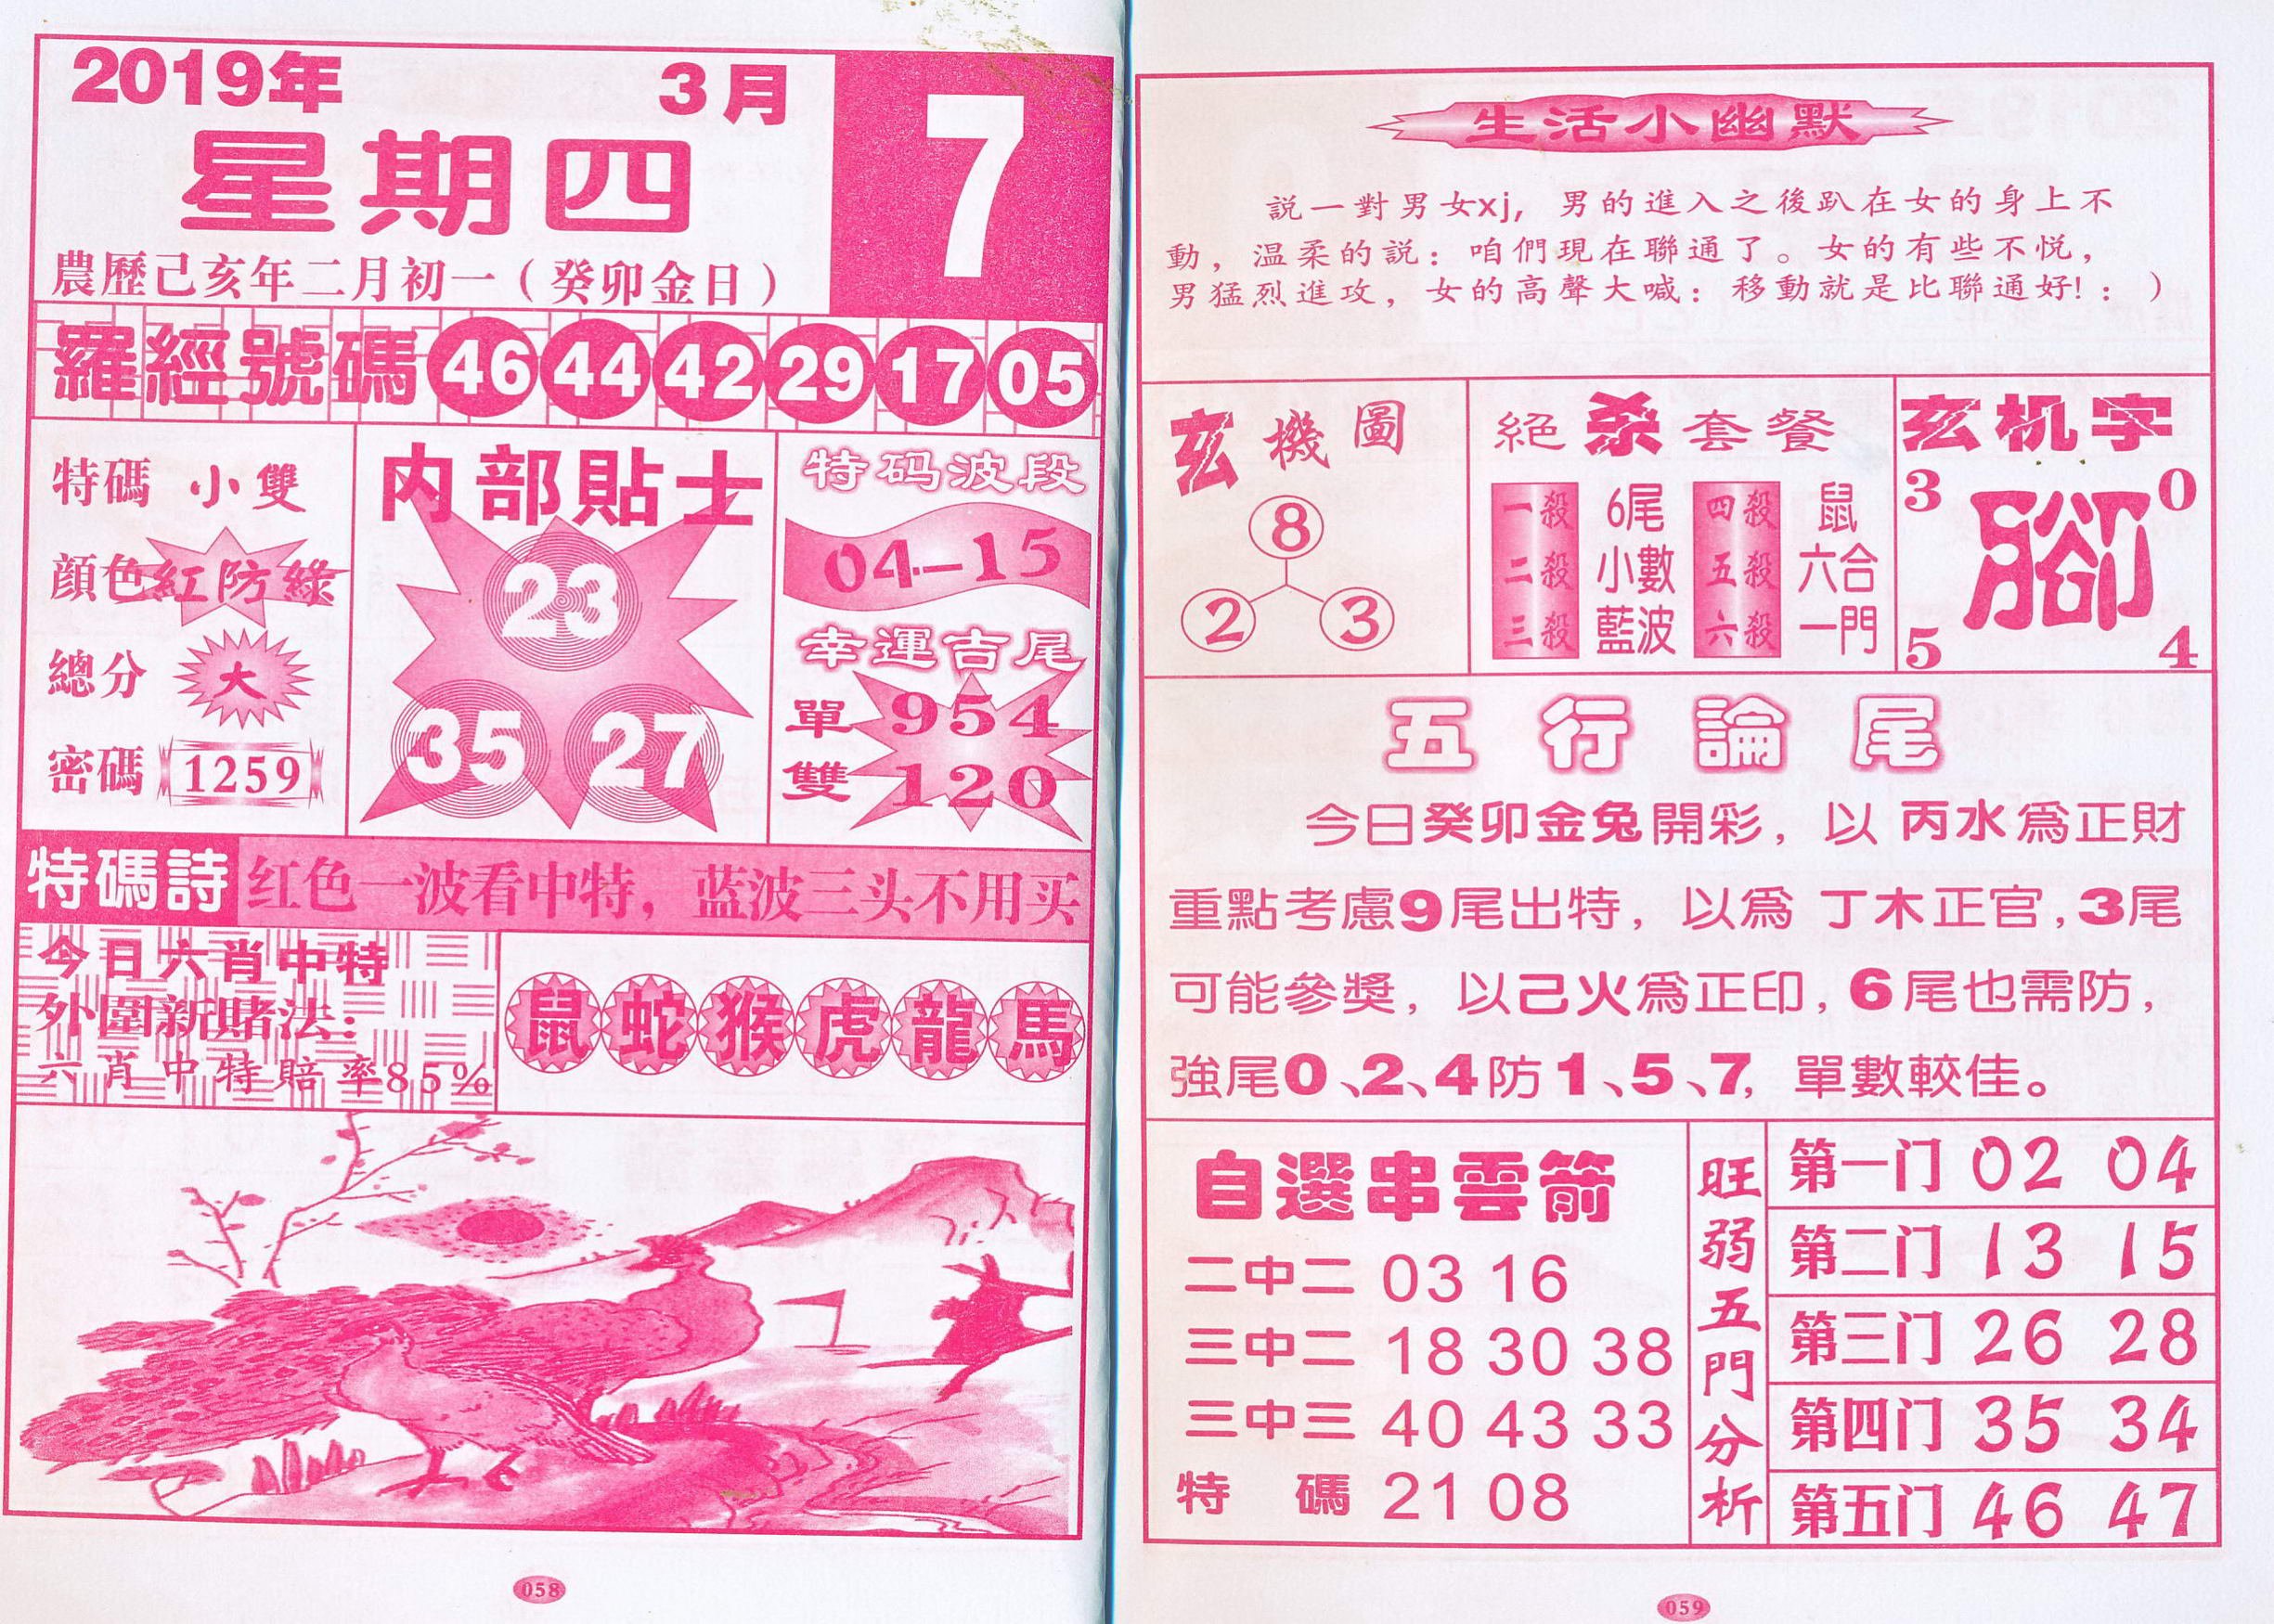 2019年 3月
7
星期四
農歷己亥年二月初一（癸卯金日）
羅經號碼 46 44 42 29 17 05
特碼 小雙
顔色 紅防綠
總分 大
密碼 1259
内部貼士
23
35 27
特码波段
04-15
幸運吉尾
單 954
雙 120
特碼詩 红色一波看中特，蓝波三头不用买
今日六肖中特
外圍新賭法：
六肖中特賠率85%
鼠 蛇 猴 虎 龍 馬
058
生活小幽默
説一對男女xj，男的進入之後趴在女的身上不
動，温柔的説：咱們現在聯通了。女的有些不悦，
男猛烈進攻，女的高聲大喊：移動就是比聯通好!：）
玄機圖
8
2 3
絕杀套餐
一殺 6尾 四殺 鼠
二殺 小數 五殺 六合
三殺 藍波 六殺 一門
玄机字
3 0
腳
5 4
五行論尾
今日癸卯金兔開彩，以 丙水爲正財
重點考慮9尾出特，以爲 丁木正官，3尾
可能參獎，以己火爲正印，6尾也需防，
強尾0、2、4防1、5、7，單數較佳。
自選串雲箭
二中二 03 16
三中二 18 30 38
三中三 40 43 33
特碼 21 08
旺弱五門分析
第一门 02 04
第二门 13 15
第三门 26 28
第四门 35 34
第五门 46 47
059